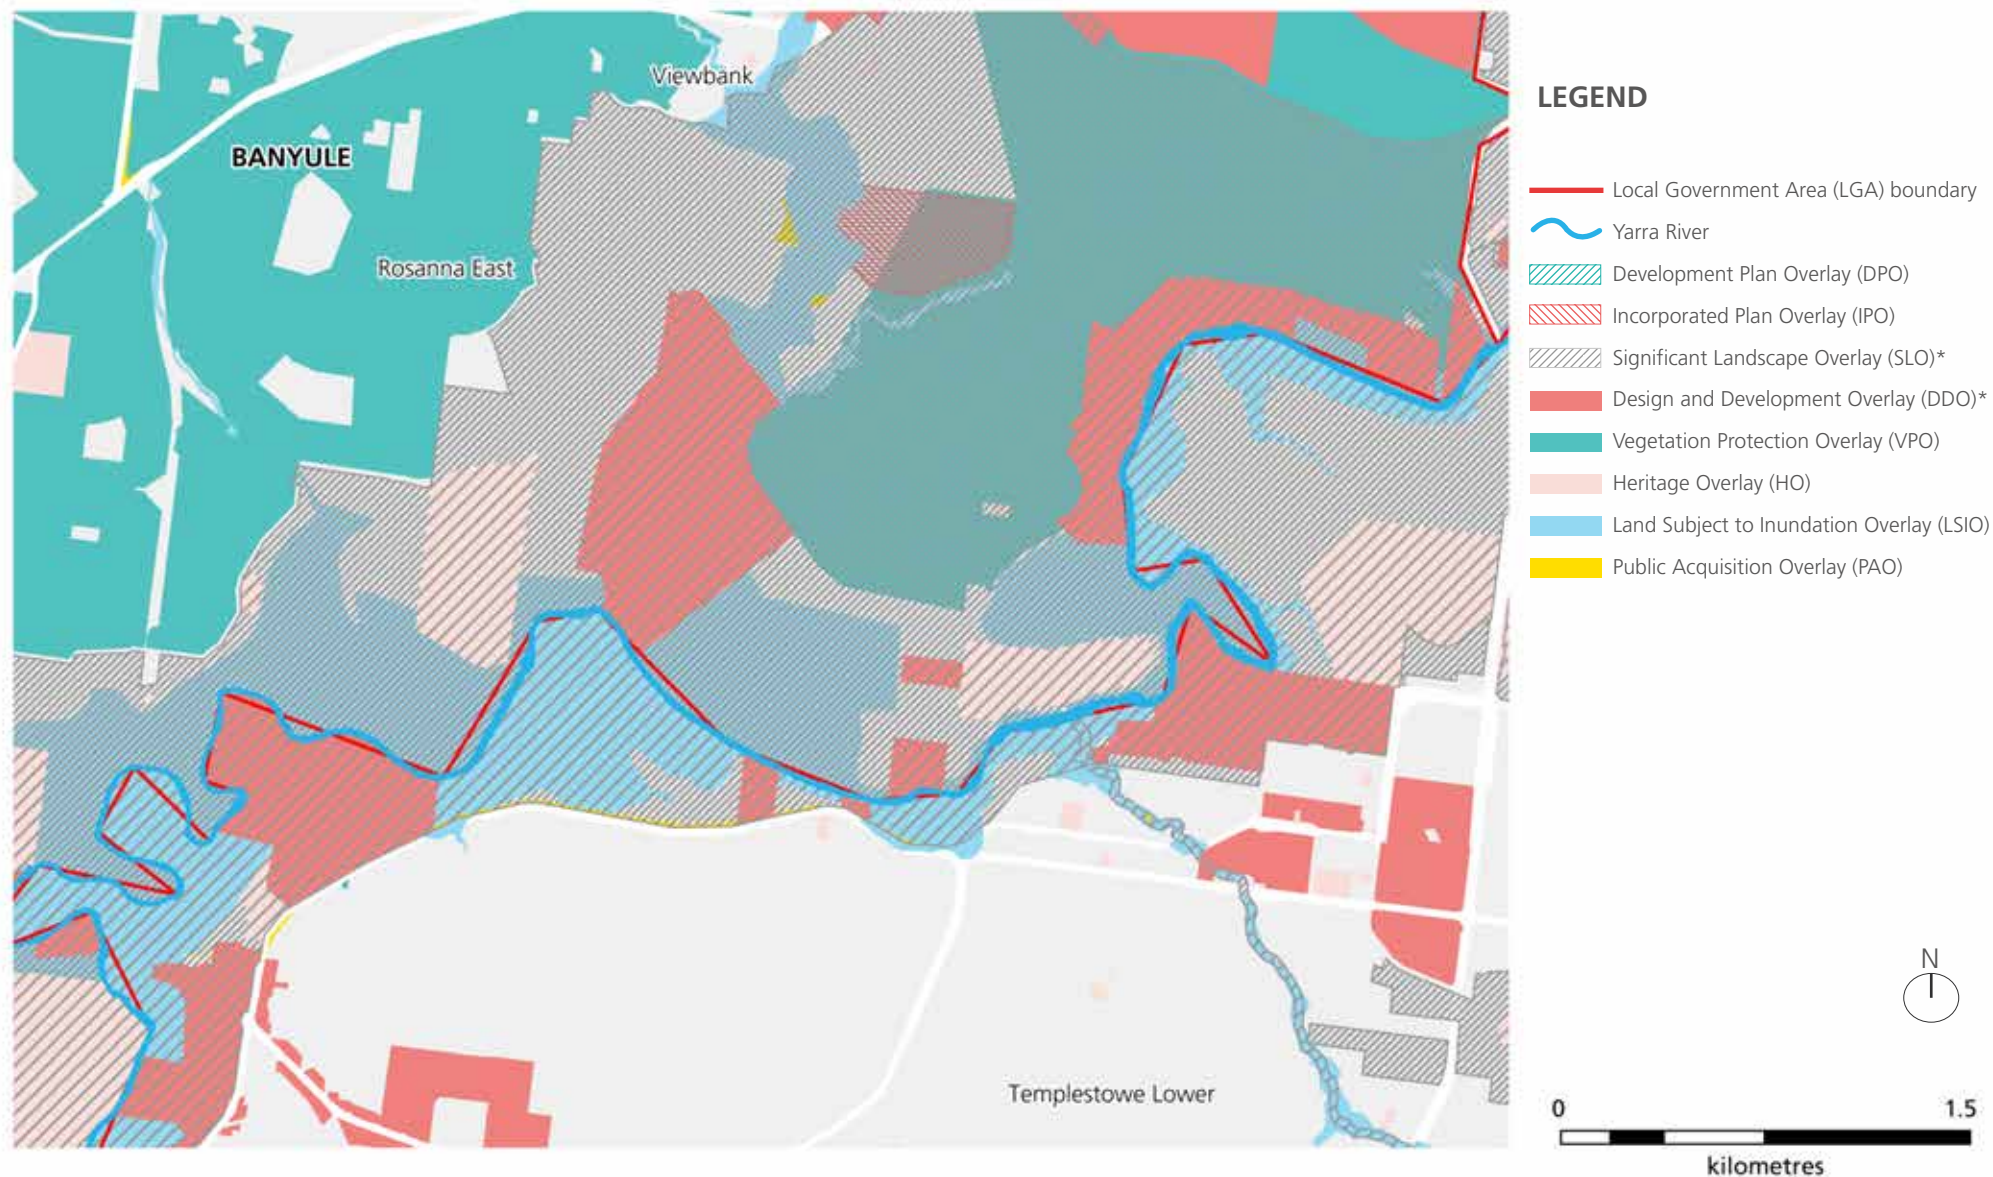 Viewbank
BANYULE
Rosanna East
Templestowe Lower
LEGEND
Local Government Area (LGA) boundary
Yarra River
Development Plan Overlay (DPO)
Incorporated Plan Overlay (IPO)
Significant Landscape Overlay (SLO)*
Design and Development Overlay (DDO)*
Vegetation Protection Overlay (VPO)
Heritage Overlay (HO)
Land Subject to Inundation Overlay (LSIO)
Public Acquisition Overlay (PAO)
N
0 1.5
kilometres